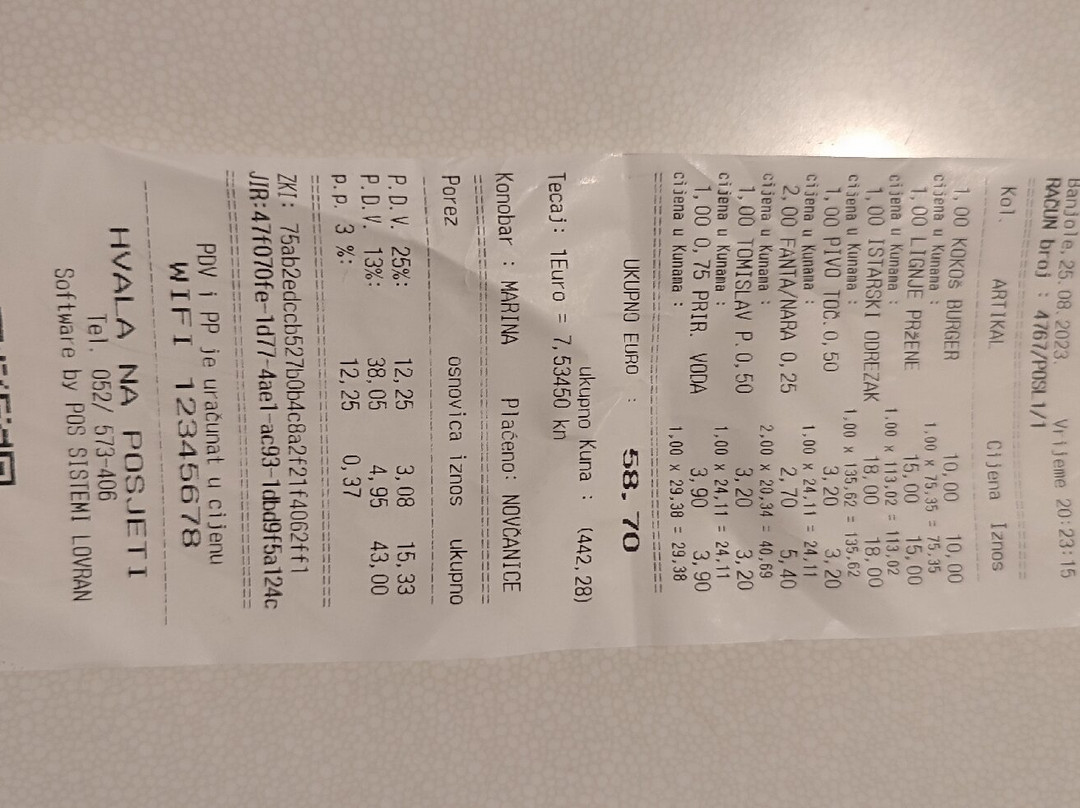 Banjole,25.08.2023. Vrijeme 20:23:15
RAČUN broj : K 4767/POSL1/1
Kol. ARTIKAL Cijena Iznos
1,00 KOKOŠ BURGER 10,00 10,00
cijena u Kunama : 1,00 x 75,35 = 75,35
1,00 LIGNJE PRŽENE 15,00 15,00
cijena u Kunama : 1,00 x 113,02 = 113,02
1,00 ISTARSKI ODREZAK 18,00 18,00
cijena u Kunama : 1,00 x 135,62 = 135,62
1,00 PIVO TOČ.0,50 3,20 3,20
cijena u Kunama : 1,00 x 24,11 = 24,11
2,00 FANTA/NARA 0,25 2,70 5,40
cijena u Kunama : 2,00 x 20,34 = 40,69
1,00 TOMISLAV P.0,50 3,20 3,20
cijena u Kunama : 1,00 x 24,11 = 24,11
1,00 0,75 PRIR. VODA 3,90 3,90
cijena u Kunama : 1,00 x 29,38 = 29,38
UKUPNO EURO : 58,70
ukupno Kuna : (442,28)
Tecaj: 1Euro = 7,53450 kn
Konobar : MARINA Plaćeno: NOVČANICE
Porez osnovica iznos ukupno
P.D.V. 25%: 12,25 3,08 15,33
P.D.V. 13%: 38,05 4,95 43,00
P.P. 3 %: 12,25 0,37
ZKI: 75ab2edccb527b0b4c8a2f21f4062ff1
JIR:47f070fe-1d77-4ae1-ac93-1dbd9f5a124c
PDV i PP je uračunat u cijenu
WIFI 12345678
HVALA NA POSJETI
Tel. 052/ 573-406
Software by POS SISTEMI LOVRAN